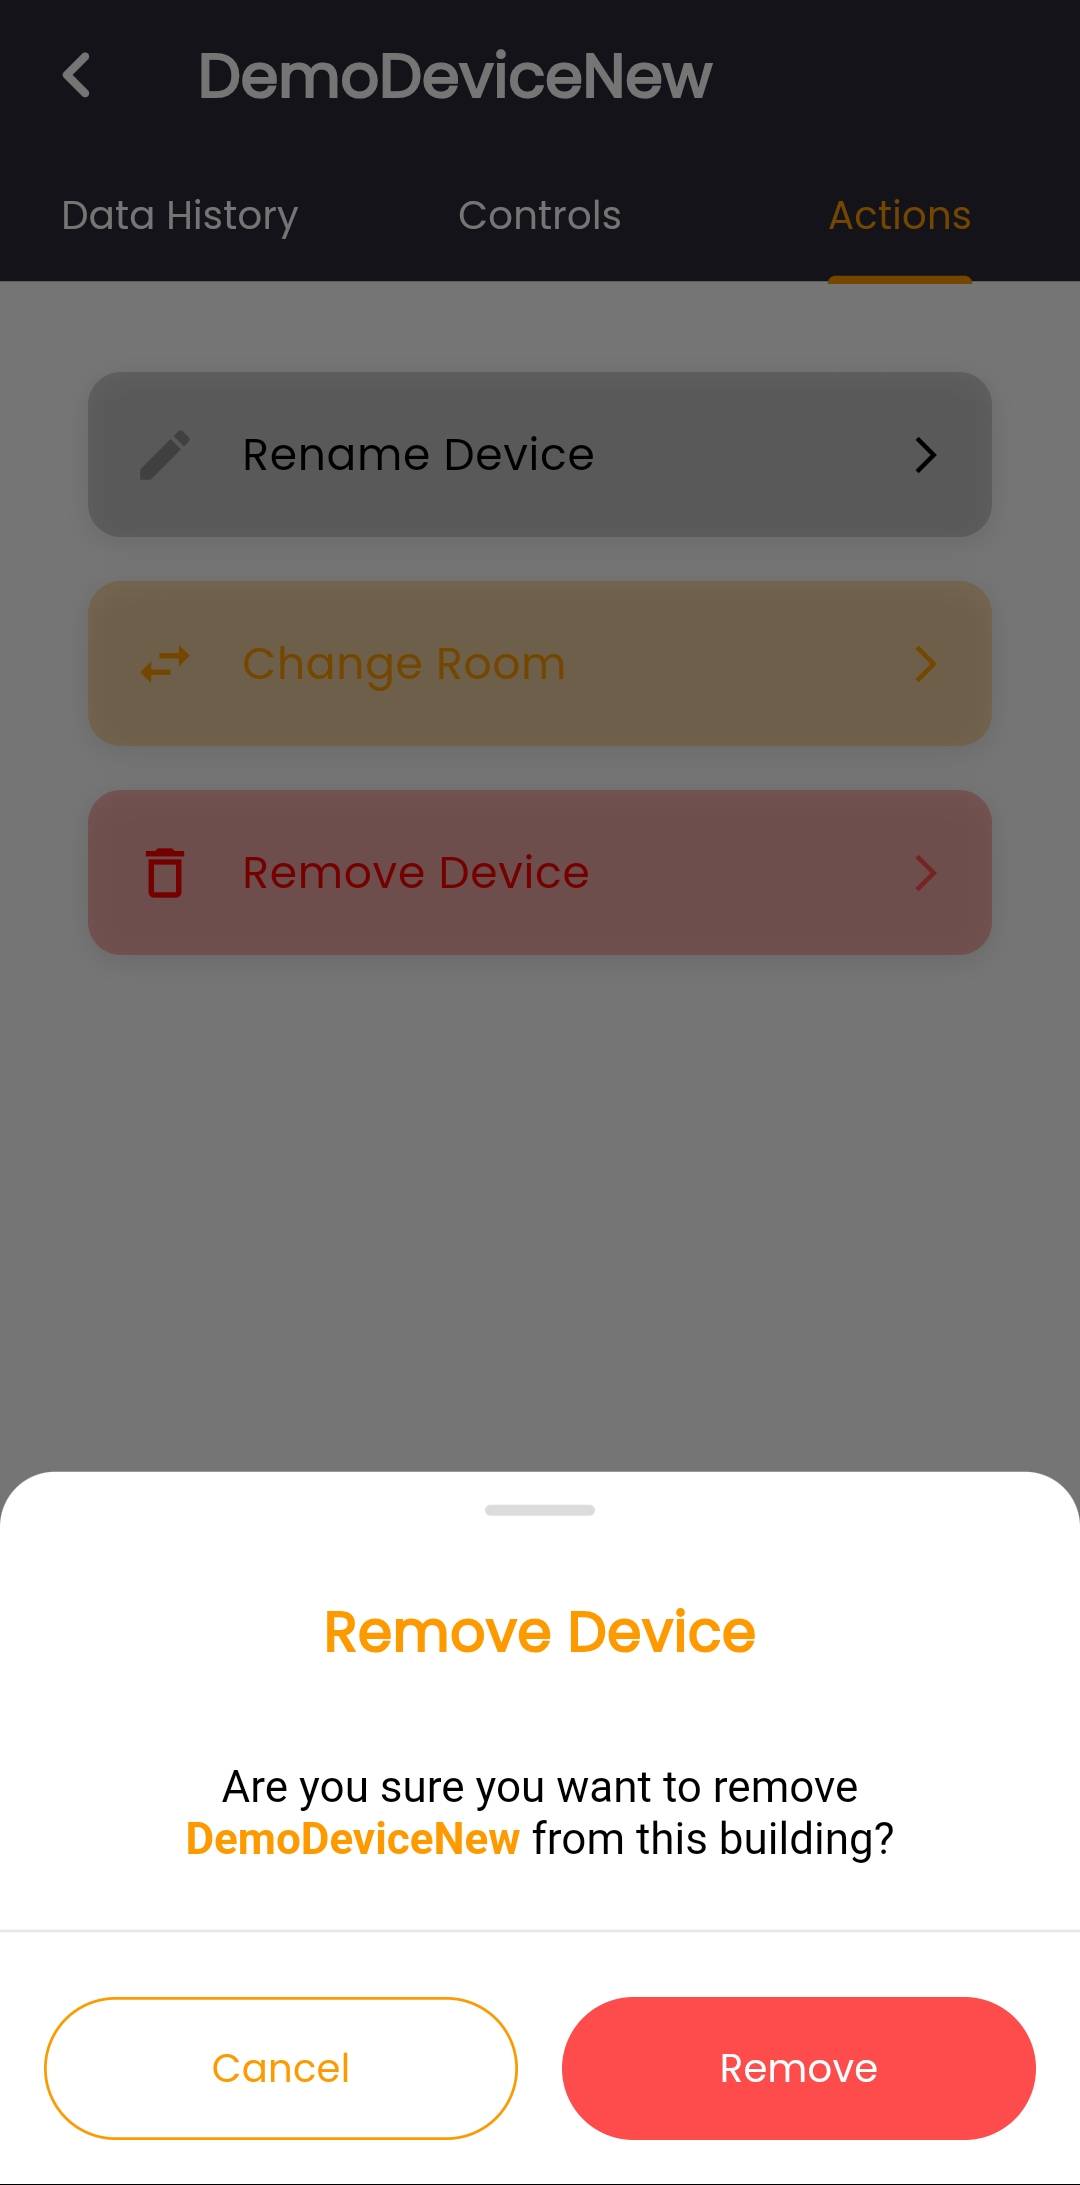 DemoDeviceNew
Data History
Controls
Actions
Rename Device
Change Room
Remove Device
Remove Device
Are you sure you want to remove
DemoDeviceNew from this building?
Cancel
Remove